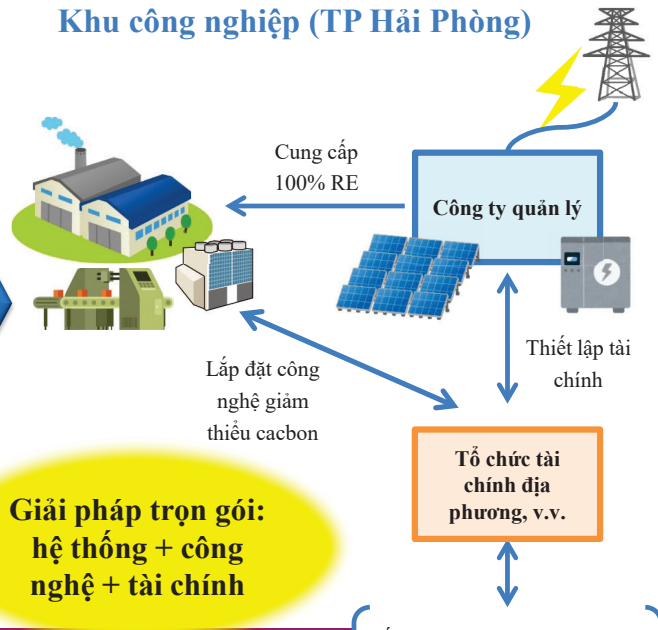 Khu công nghiệp (TP Hải Phòng)
Cung cấp
100% RE
Công ty quản lý
Thiết lập tài
chính
Lắp đặt công
nghệ giảm
thiểu cacbon
Tổ chức tài
chính địa
phương, v.v.
Giải pháp trọn gói:
hệ thống + công
nghệ + tài chính